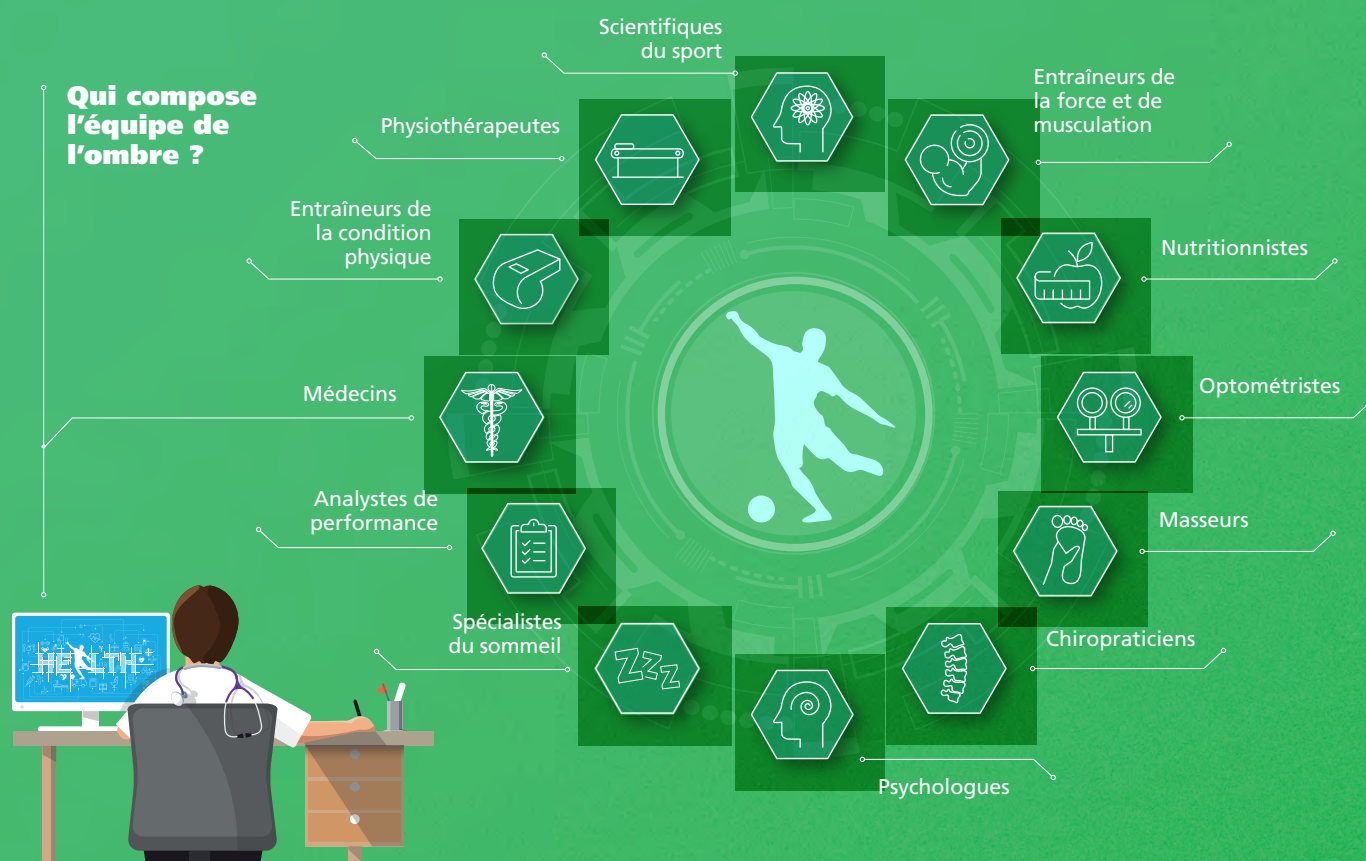 Qui compose
l'équipe de
l'ombre ?
Scientifiques
du sport
Entraîneurs de
la force et de
musculation
Physiothérapeutes
Nutritionnistes
Entraîneurs de
la condition
physique
Optométristes
Médecins
Masseurs
Analystes de
performance
Chiropraticiens
Spécialistes
du sommeil
ZZZ
Psychologues
HEALTH